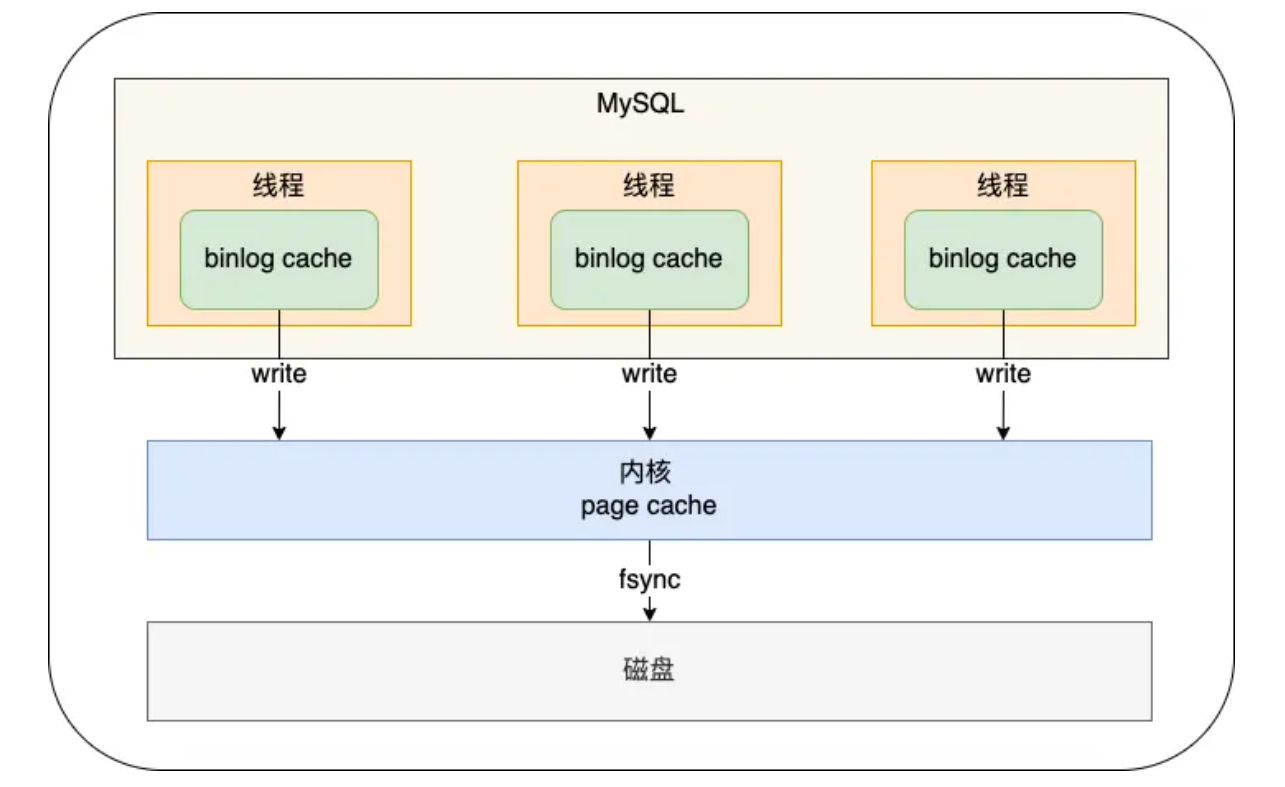 MySQL
线程
线程
线程
binlog cache
binlog cache
binlog cache
write
write
write
内核
page cache
fsync
磁盘